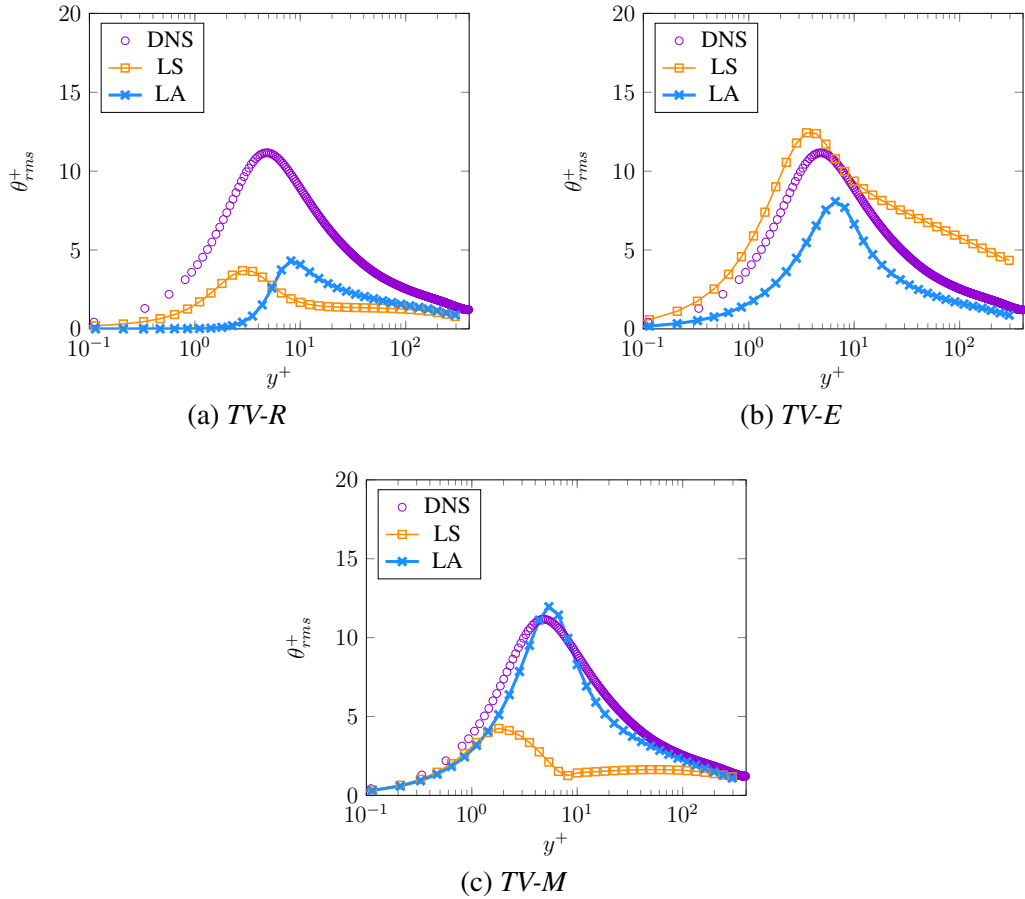 20
15
10
5
0
θ⁺rms
DNS
LS
LA
10⁻¹ 10⁰ 10¹ 10²
y⁺
(a) TV-R
20
15
10
5
0
θ⁺rms
DNS
LS
LA
10⁻¹ 10⁰ 10¹ 10²
y⁺
(b) TV-E
20
15
10
5
0
θ⁺rms
DNS
LS
LA
10⁻¹ 10⁰ 10¹ 10²
y⁺
(c) TV-M